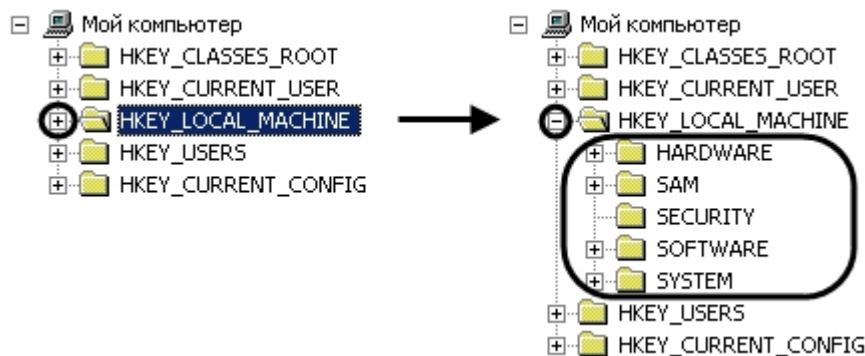 Мой компьютер
HKEY_CLASSES_ROOT
HKEY_CURRENT_USER
HKEY_LOCAL_MACHINE
HKEY_USERS
HKEY_CURRENT_CONFIG
Мой компьютер
HKEY_CLASSES_ROOT
HKEY_CURRENT_USER
HKEY_LOCAL_MACHINE
HARDWARE
SAM
SECURITY
SOFTWARE
SYSTEM
HKEY_USERS
HKEY_CURRENT_CONFIG